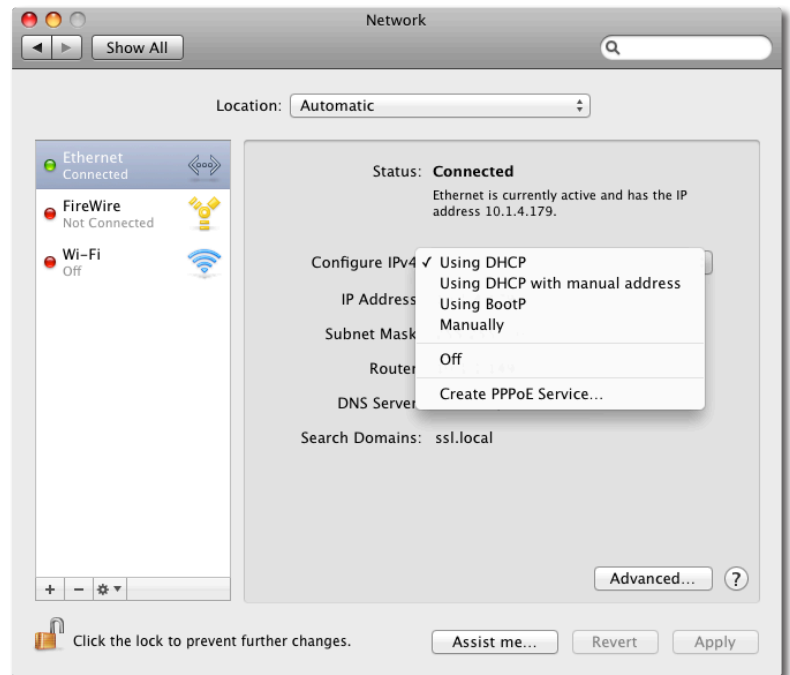 Network
Show All
Location: Automatic
Ethernet
Connected
FireWire
Not Connected
Wi-Fi
Off
Status: Connected
Ethernet is currently active and has the IP
address 10.1.4.179.
Configure IPv4
✓ Using DHCP
Using DHCP with manual address
Using BootP
Manually
Off
Create PPPoE Service...
IP Address
Subnet Mask
Router
DNS Server
Search Domains: ssl.local
Advanced... ?
+ −
Click the lock to prevent further changes.
Assist me... Revert Apply